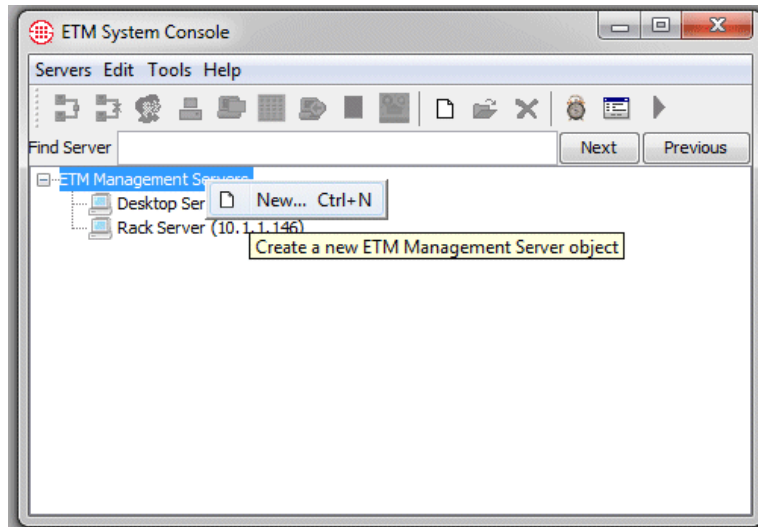 ETM System Console
Servers Edit Tools Help
Find Server
Next
Previous
ETM Management Servers
Desktop Ser
New... Ctrl+N
Rack Server (10.1.1.146)
Create a new ETM Management Server object